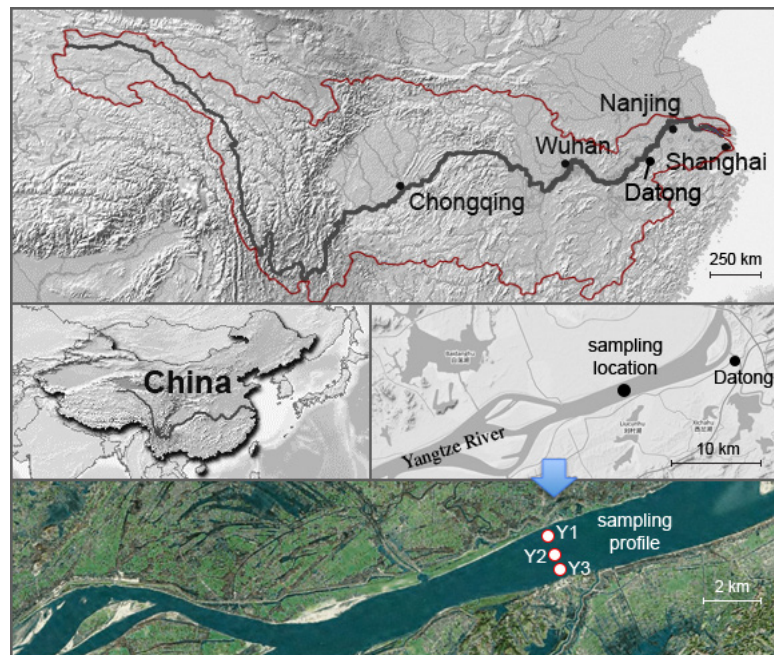 Nanjing
Wuhan
Shanghai
Datong
Chongqing
250 km
China
sampling
location
Datong
Yangtze River
10 km
Y1
Y2
Y3
sampling
profile
2 km